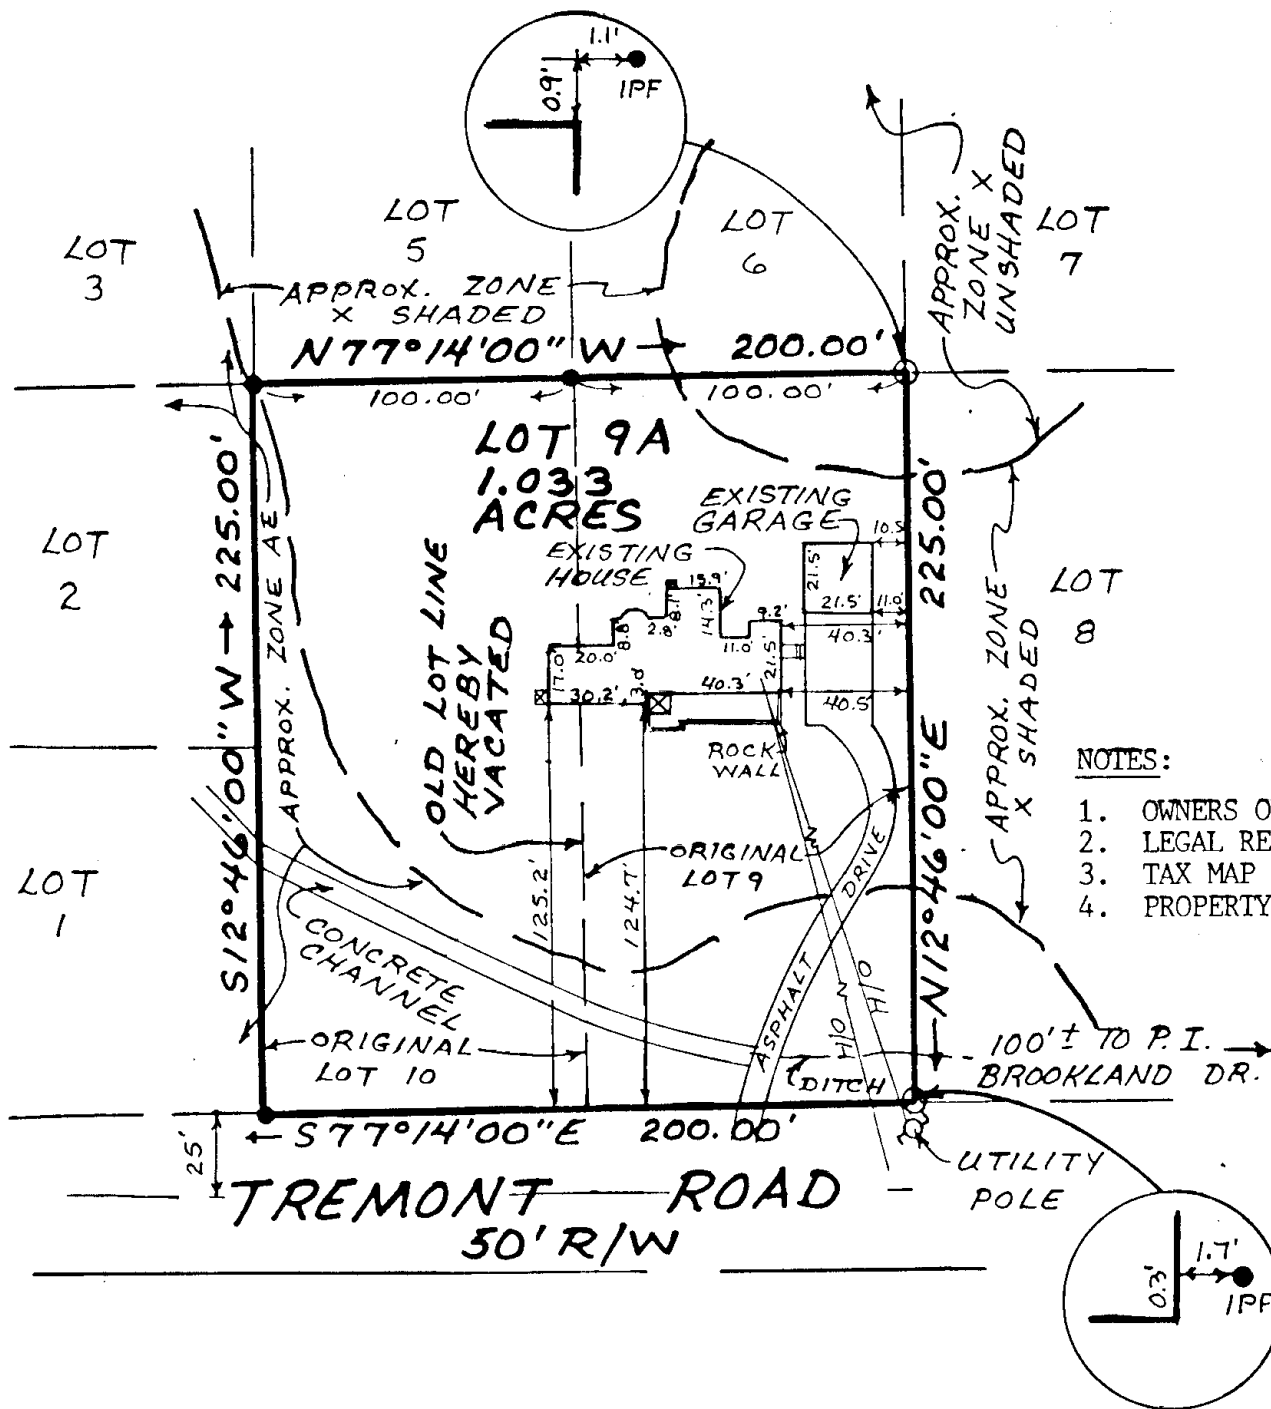 1.1'
0.9'
IPF
LOT
3
LOT
5
LOT
6
LOT
7
APPROX.
ZONE X
UNSHADED
APPROX. ZONE
X SHADED
N77°14'00"W
200.00'
100.00'
100.00'
LOT 9A
1.033
ACRES
EXISTING
GARAGE
EXISTING
HOUSE
LOT
2
S12°46'00"W
225.00'
APPROX. ZONE AE
OLD LOT LINE
HEREBY
VACATED
10.5
21.5'
21.5'
11.0'
15.9'
8.1'
2.8'
14.3'
8.8'
9.2'
11.0'
21.5'
40.3'
20.0'
17.0'
30.2'
3.0'
40.3'
40.5'
225.00'
N12°46'00"E
LOT
8
APPROX. ZONE
X SHADED
ROCK
WALL
NOTES:
1. OWNERS O
2. LEGAL RE
3. TAX MAP
4. PROPERTY
LOT
1
ORIGINAL
LOT 9
125.2'
124.7'
CONCRETE
CHANNEL
ASPHALT DRIVE
H/O
H/O
ORIGINAL
LOT 10
DITCH
100'± TO P.I.
BROOKLAND DR.
S77°14'00"E 200.00'
25'
UTILITY
POLE
TREMONT ROAD
50' R/W
1.7'
0.3'
IPF